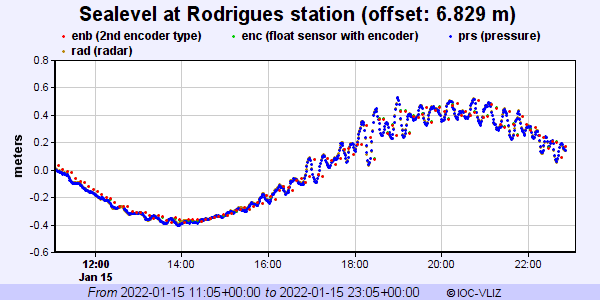 Sealevel at Rodrigues station (offset: 6.829 m)
enb (2nd encoder type) enc (float sensor with encoder) prs (pressure)
rad (radar)
0.8
0.6
0.4
0.2
0.0
-0.2
-0.4
-0.6
meters
12:00 14:00 16:00 18:00 20:00 22:00
Jan 15
From 2022-01-15 11:05+00:00 to 2022-01-15 23:05+00:00 © IOC-VLIZ